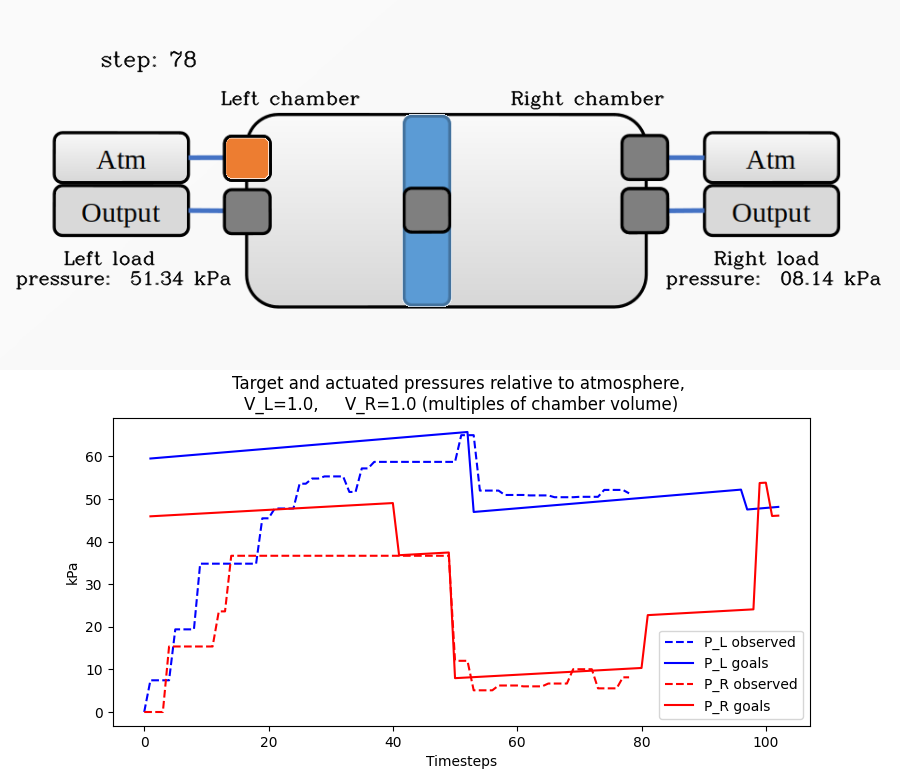 step: 78
Left chamber
Right chamber
Atm
Atm
Output
Output
Left load
pressure: 51.34 kPa
Right load
pressure: 08.14 kPa
Target and actuated pressures relative to atmosphere,
V_L=1.0, V_R=1.0 (multiples of chamber volume)
kPa
60
50
40
30
20
10
0
0
20
40
60
80
100
Timesteps
P_L observed
P_L goals
P_R observed
P_R goals